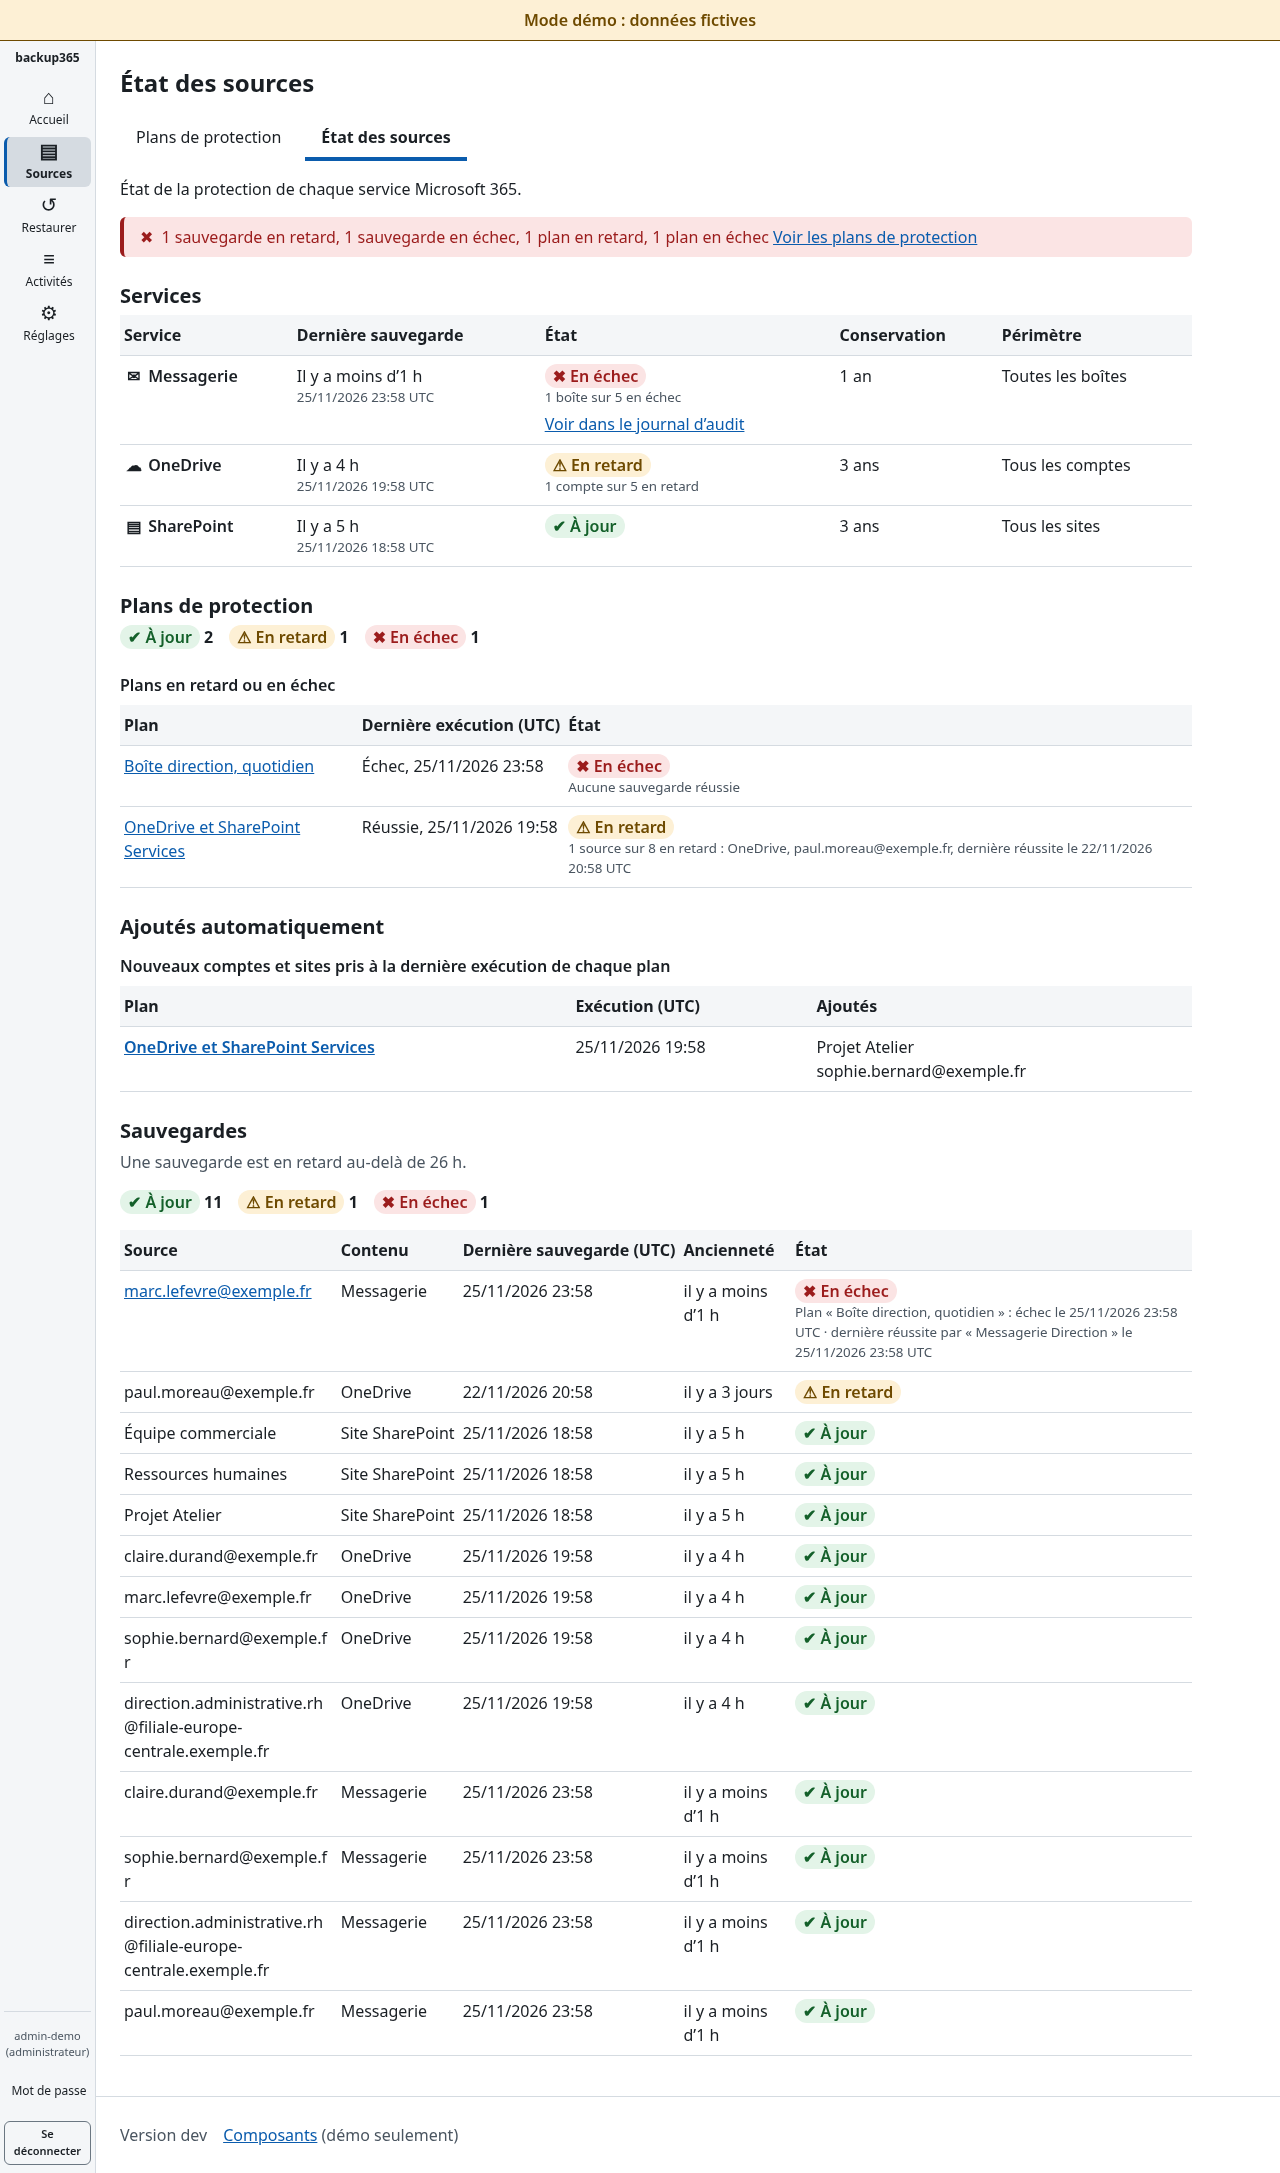 Mode démo : données fictives
backup365
Accueil
Sources
Restaurer
Activités
Réglages
admin-demo
(administrateur)
Mot de passe
Se
déconnecter
État des sources
Plans de protection État des sources
État de la protection de chaque service Microsoft 365.
✖ 1 sauvegarde en retard, 1 sauvegarde en échec, 1 plan en retard, 1 plan en échec Voir les plans de protection
Services
Service Dernière sauvegarde État Conservation Périmètre
Messagerie Il y a moins d’1 h ✖ En échec 1 an Toutes les boîtes
25/11/2026 23:58 UTC 1 boîte sur 5 en échec
Voir dans le journal d’audit
OneDrive Il y a 4 h ⚠ En retard 3 ans Tous les comptes
25/11/2026 19:58 UTC 1 compte sur 5 en retard
SharePoint Il y a 5 h ✔ À jour 3 ans Tous les sites
25/11/2026 18:58 UTC
Plans de protection
✔ À jour 2 ⚠ En retard 1 ✖ En échec 1
Plans en retard ou en échec
Plan Dernière exécution (UTC) État
Boîte direction, quotidien Échec, 25/11/2026 23:58 ✖ En échec
Aucune sauvegarde réussie
OneDrive et SharePoint Réussie, 25/11/2026 19:58 ⚠ En retard
Services 1 source sur 8 en retard : OneDrive, paul.moreau@exemple.fr, dernière réussite le 22/11/2026
20:58 UTC
Ajoutés automatiquement
Nouveaux comptes et sites pris à la dernière exécution de chaque plan
Plan Exécution (UTC) Ajoutés
OneDrive et SharePoint Services 25/11/2026 19:58 Projet Atelier
sophie.bernard@exemple.fr
Sauvegardes
Une sauvegarde est en retard au-delà de 26 h.
✔ À jour 11 ⚠ En retard 1 ✖ En échec 1
Source Contenu Dernière sauvegarde (UTC) Ancienneté État
marc.lefevre@exemple.fr Messagerie 25/11/2026 23:58 il y a moins ✖ En échec
d’1 h Plan « Boîte direction, quotidien » : échec le 25/11/2026 23:58
UTC · dernière réussite par « Messagerie Direction » le
25/11/2026 23:58 UTC
paul.moreau@exemple.fr OneDrive 22/11/2026 20:58 il y a 3 jours ⚠ En retard
Équipe commerciale Site SharePoint 25/11/2026 18:58 il y a 5 h ✔ À jour
Ressources humaines Site SharePoint 25/11/2026 18:58 il y a 5 h ✔ À jour
Projet Atelier Site SharePoint 25/11/2026 18:58 il y a 5 h ✔ À jour
claire.durand@exemple.fr OneDrive 25/11/2026 19:58 il y a 4 h ✔ À jour
marc.lefevre@exemple.fr OneDrive 25/11/2026 19:58 il y a 4 h ✔ À jour
sophie.bernard@exemple.f OneDrive 25/11/2026 19:58 il y a 4 h ✔ À jour
r
direction.administrative.rh OneDrive 25/11/2026 19:58 il y a 4 h ✔ À jour
@filiale-europe-
centrale.exemple.fr
claire.durand@exemple.fr Messagerie 25/11/2026 23:58 il y a moins ✔ À jour
d’1 h
sophie.bernard@exemple.f Messagerie 25/11/2026 23:58 il y a moins ✔ À jour
r d’1 h
direction.administrative.rh Messagerie 25/11/2026 23:58 il y a moins ✔ À jour
@filiale-europe- d’1 h
centrale.exemple.fr
paul.moreau@exemple.fr Messagerie 25/11/2026 23:58 il y a moins ✔ À jour
d’1 h
Version dev Composants (démo seulement)